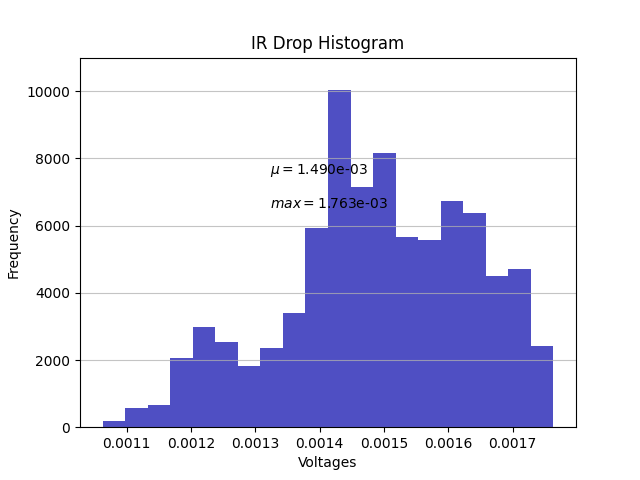 IR Drop Histogram
10000
8000
6000
4000
2000
0
Frequency
μ = 1.490e-03
max = 1.763e-03
0.0011 0.0012 0.0013 0.0014 0.0015 0.0016 0.0017
Voltages